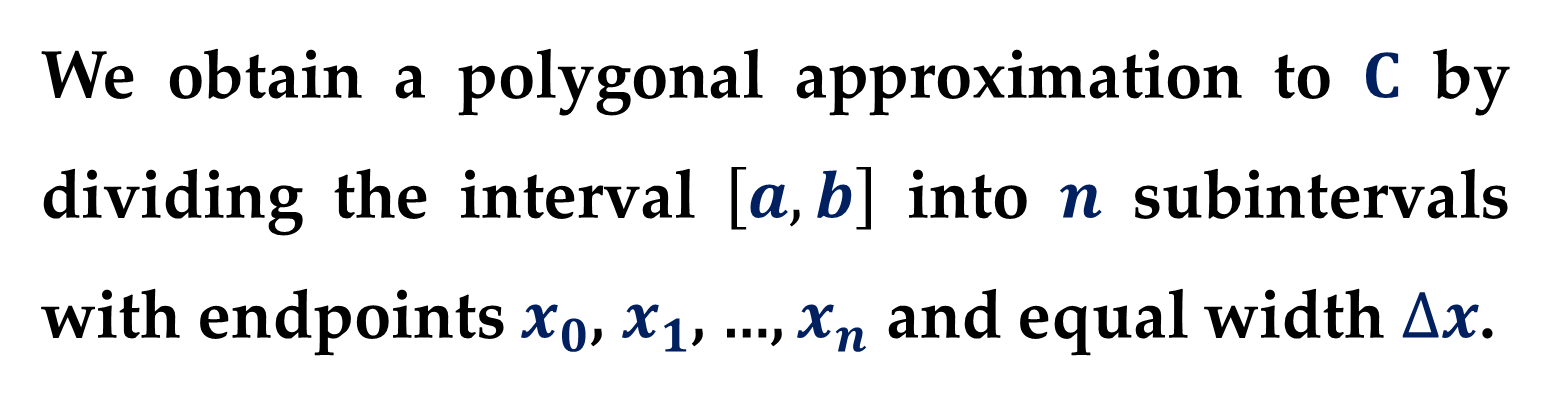 We obtain a polygonal approximation to C by
dividing the interval [a, b] into n subintervals
with endpoints x₀, x₁, …, xₙ and equal width Δx.